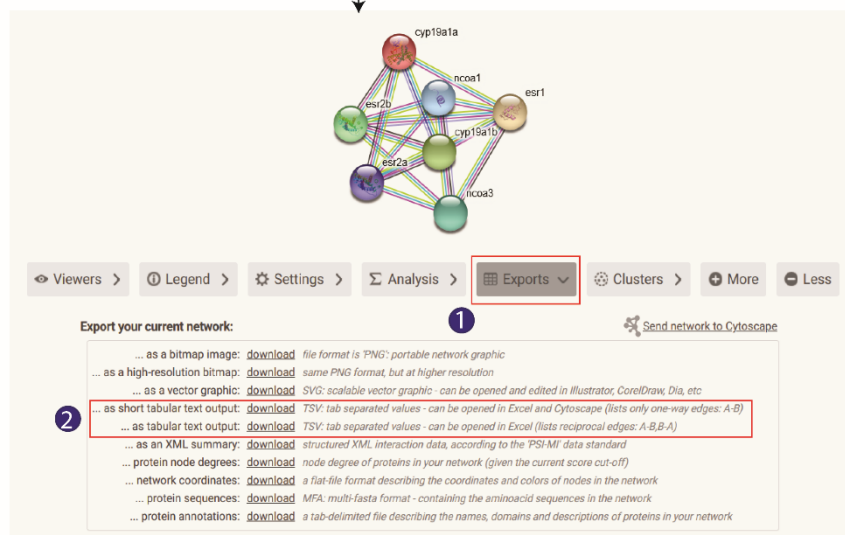 cyp19a1a
ncoa1
esr1
esr2b
cyp19a1b
esr2a
ncoa3
Viewers > Legend > Settings > Σ Analysis > Exports Clusters > More Less
1
Export your current network: Send network to Cytoscape
... as a bitmap image: download file format is 'PNG': portable network graphic
... as a high-resolution bitmap: download same PNG format, but at higher resolution
... as a vector graphic: download SVG: scalable vector graphic - can be opened and edited in Illustrator, CorelDraw, Dia, etc
2 ... as short tabular text output: download TSV: tab separated values - can be opened in Excel and Cytoscape (lists only one-way edges: A-B)
... as tabular text output: download TSV: tab separated values - can be opened in Excel (lists reciprocal edges: A-B,B-A)
... as an XML summary: download structured XML interaction data, according to the 'PSI-MI' data standard
... protein node degrees: download node degree of proteins in your network (given the current score cut-off)
... network coordinates: download a flat-file format describing the coordinates and colors of nodes in the network
... protein sequences: download MFA: multi-fasta format - containing the aminoacid sequences in the network
... protein annotations: download a tab-delimited file describing the names, domains and descriptions of proteins in your network